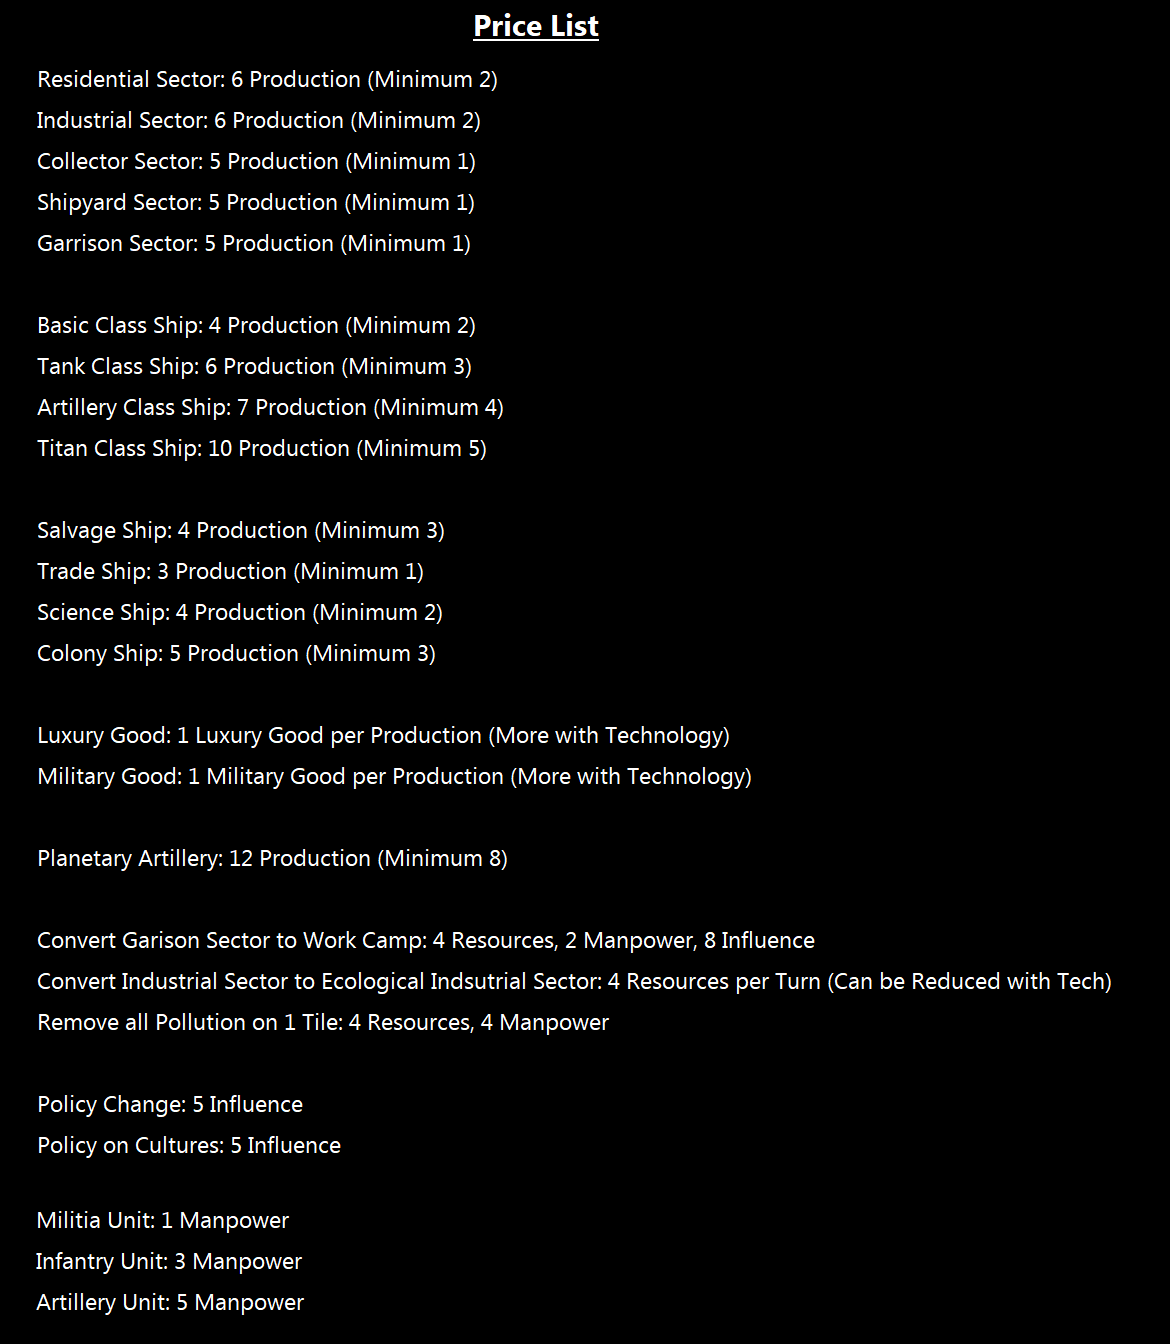 Price List
Residential Sector: 6 Production (Minimum 2)
Industrial Sector: 6 Production (Minimum 2)
Collector Sector: 5 Production (Minimum 1)
Shipyard Sector: 5 Production (Minimum 1)
Garrison Sector: 5 Production (Minimum 1)
Basic Class Ship: 4 Production (Minimum 2)
Tank Class Ship: 6 Production (Minimum 3)
Artillery Class Ship: 7 Production (Minimum 4)
Titan Class Ship: 10 Production (Minimum 5)
Salvage Ship: 4 Production (Minimum 3)
Trade Ship: 3 Production (Minimum 1)
Science Ship: 4 Production (Minimum 2)
Colony Ship: 5 Production (Minimum 3)
Luxury Good: 1 Luxury Good per Production (More with Technology)
Military Good: 1 Military Good per Production (More with Technology)
Planetary Artillery: 12 Production (Minimum 8)
Convert Garison Sector to Work Camp: 4 Resources, 2 Manpower, 8 Influence
Convert Industrial Sector to Ecological Indsutrial Sector: 4 Resources per Turn (Can be Reduced with Tech)
Remove all Pollution on 1 Tile: 4 Resources, 4 Manpower
Policy Change: 5 Influence
Policy on Cultures: 5 Influence
Militia Unit: 1 Manpower
Infantry Unit: 3 Manpower
Artillery Unit: 5 Manpower